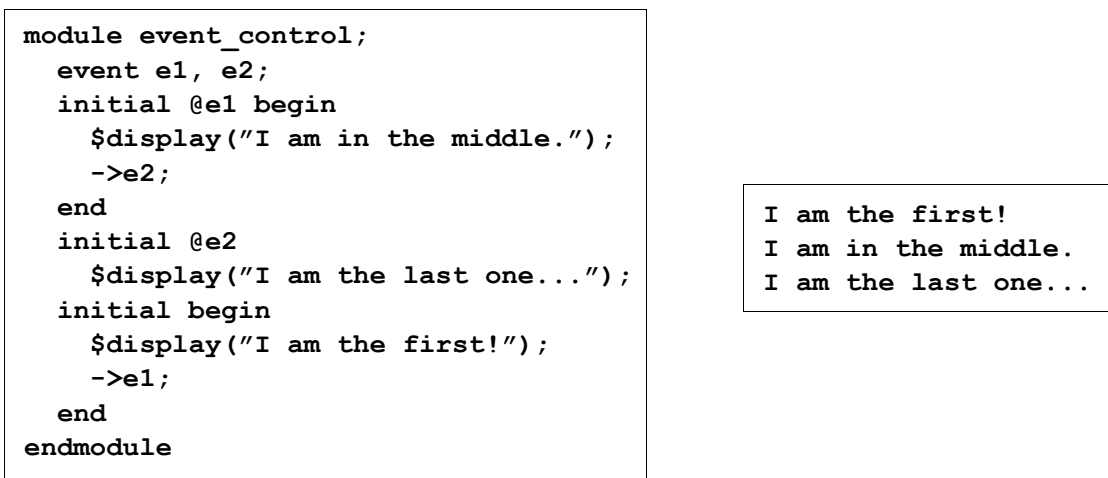 module event_control;
event e1, e2;
initial @e1 begin
$display("I am in the middle.");
->e2;
end
initial @e2
$display("I am the last one...");
initial begin
$display("I am the first!");
->e1;
end
endmodule
I am the first!
I am in the middle.
I am the last one...